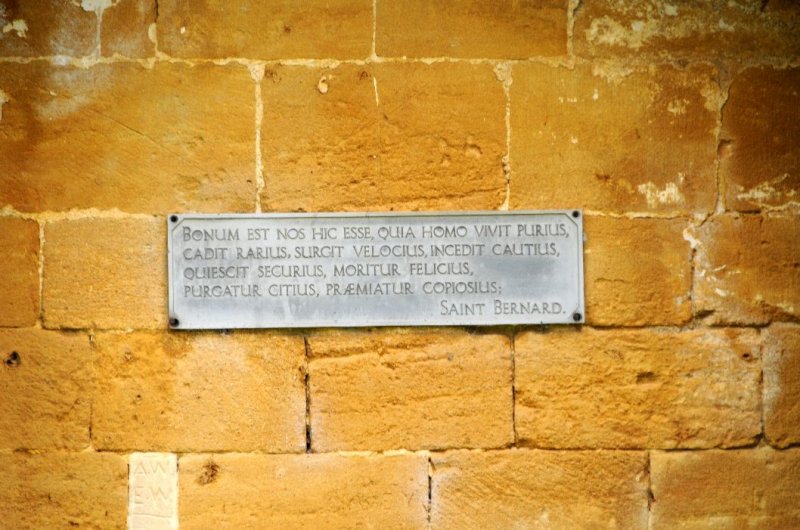 BONUM EST NOS HIC ESSE, QUIA HOMO VIVIT PURIUS,
CADIT RARIUS, SURGIT VELOCIUS, INCEDIT CAUTIUS,
QUIESCIT SECURIUS, MORITUR FELICIUS,
PURGATUR CITIUS, PRÆMIATUR COPIOSIUS;
SAINT BERNARD.
A.W
E.W